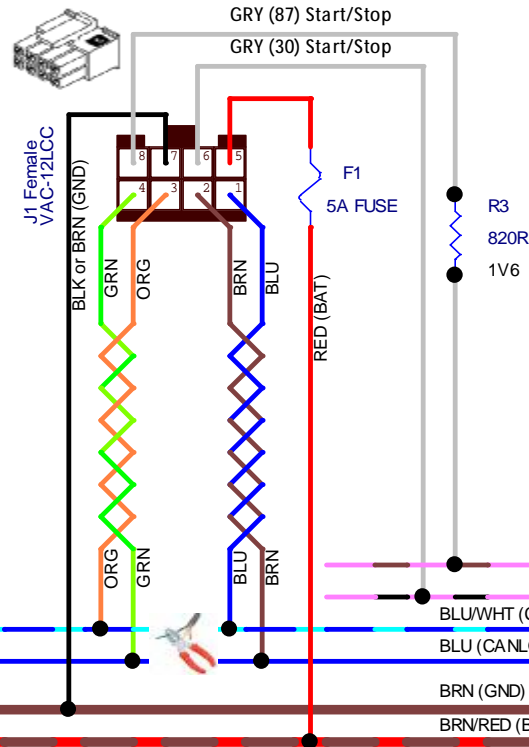 GRY (87) Start/Stop
GRY (30) Start/Stop
J1 Female
VAC-12LCC
8 7 6 5
4 3 2 1
BLK or BRN (GND)
GRN
ORG
BRN
BLU
F1
5A FUSE
RED (BAT)
R3
820R
1V6
ORG
GRN
BLU
BRN
BLU/WHT (C
BLU (CANL
BRN (GND)
BRN/RED (B